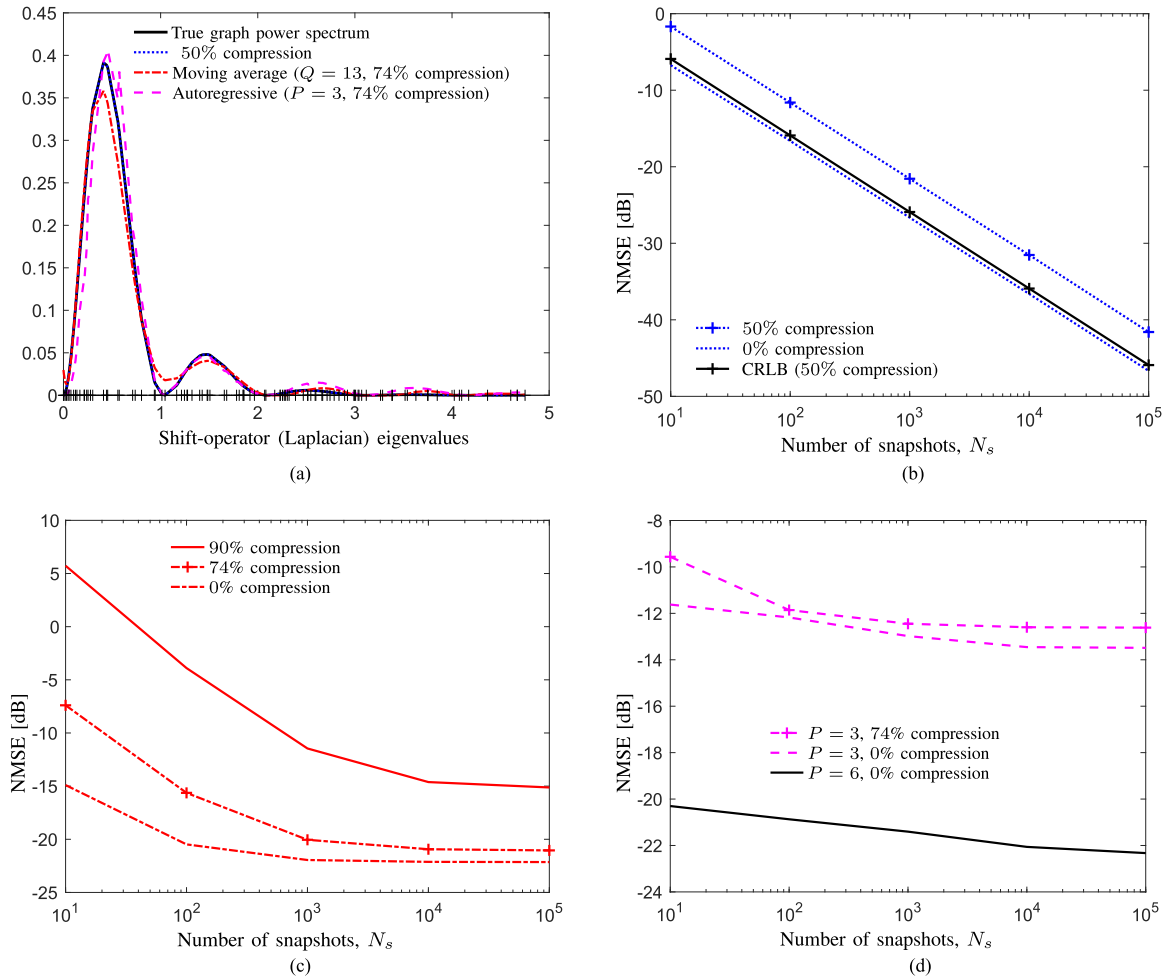 0.45
0.4
0.35
0.3
0.25
0.2
0.15
0.1
0.05
0
True graph power spectrum
50% compression
Moving average (Q = 13, 74% compression)
Autoregressive (P = 3, 74% compression)
0 1 2 3 4 5
Shift-operator (Laplacian) eigenvalues
(a)
NMSE [dB]
0
-10
-20
-30
-40
-50
50% compression
0% compression
CRLB (50% compression)
10^1 10^2 10^3 10^4 10^5
Number of snapshots, N_s
(b)
NMSE [dB]
10
5
0
-5
-10
-15
-20
-25
90% compression
74% compression
0% compression
10^1 10^2 10^3 10^4 10^5
Number of snapshots, N_s
(c)
NMSE [dB]
-8
-10
-12
-14
-16
-18
-20
-22
-24
P = 3, 74% compression
P = 3, 0% compression
P = 6, 0% compression
10^1 10^2 10^3 10^4 10^5
Number of snapshots, N_s
(d)